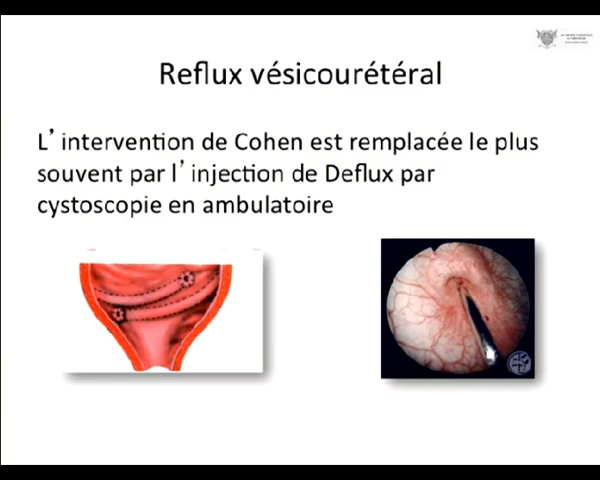 Reflux vésicourétéral
L’intervention de Cohen est remplacée le plus
souvent par l’injection de Deflux par
cystoscopie en ambulatoire